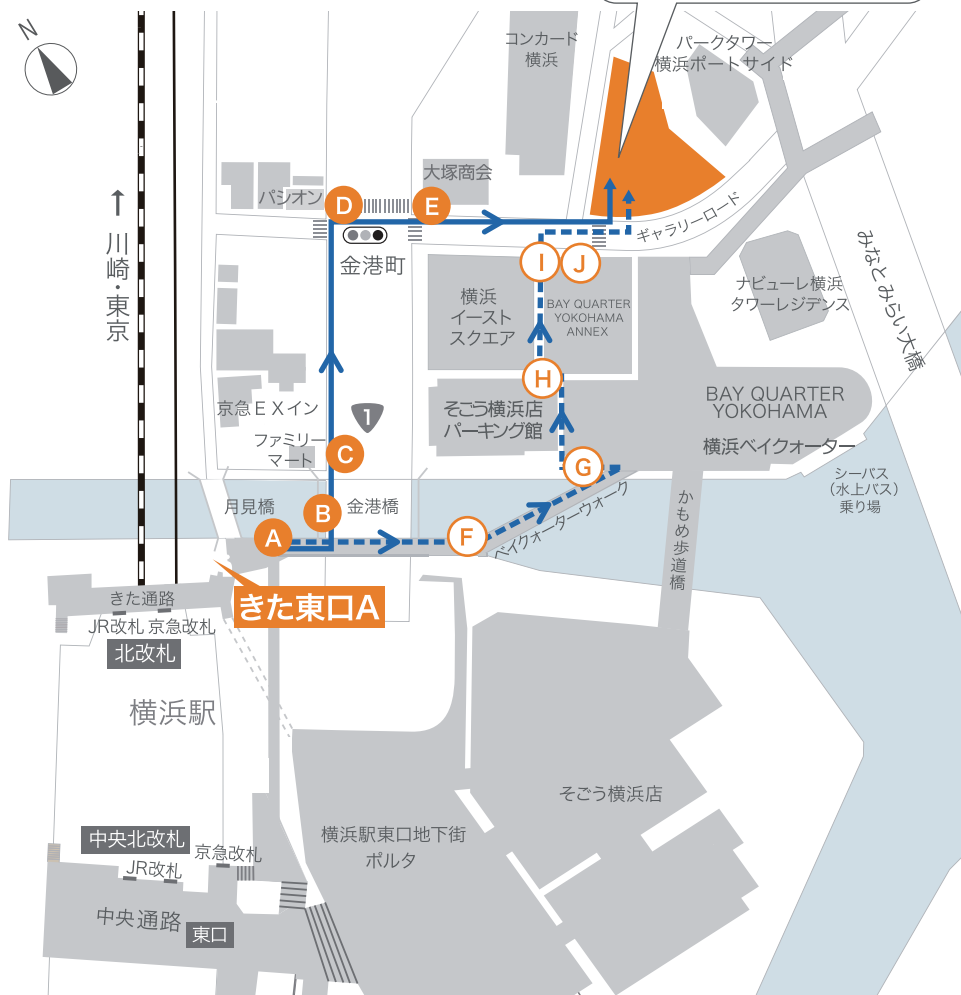 N
コンカード
横浜
パークタワー
横浜ポートサイド
大塚商会
パシオン
D
E
ギャラリーロード
↑川崎・東京
金港町
I
J
みなとみらい大橋
ナビューレ横浜
タワーレジデンス
横浜
イースト
スクエア
BAY QUARTER
YOKOHAMA
ANNEX
H
BAY QUARTER
YOKOHAMA
横浜ベイクォーター
京急ＥＸイン
1
そごう横浜店
パーキング館
ファミリー
マート
C
G
シーバス
（水上バス）
乗り場
月見橋
B
金港橋
A
F
ベイクォーターウォーク
かもめ歩道橋
きた東口A
きた通路
JR改札 京急改札
北改札
横浜駅
そごう横浜店
中央北改札
京急改札
JR改札
横浜駅東口地下街
ポルタ
中央通路
東口